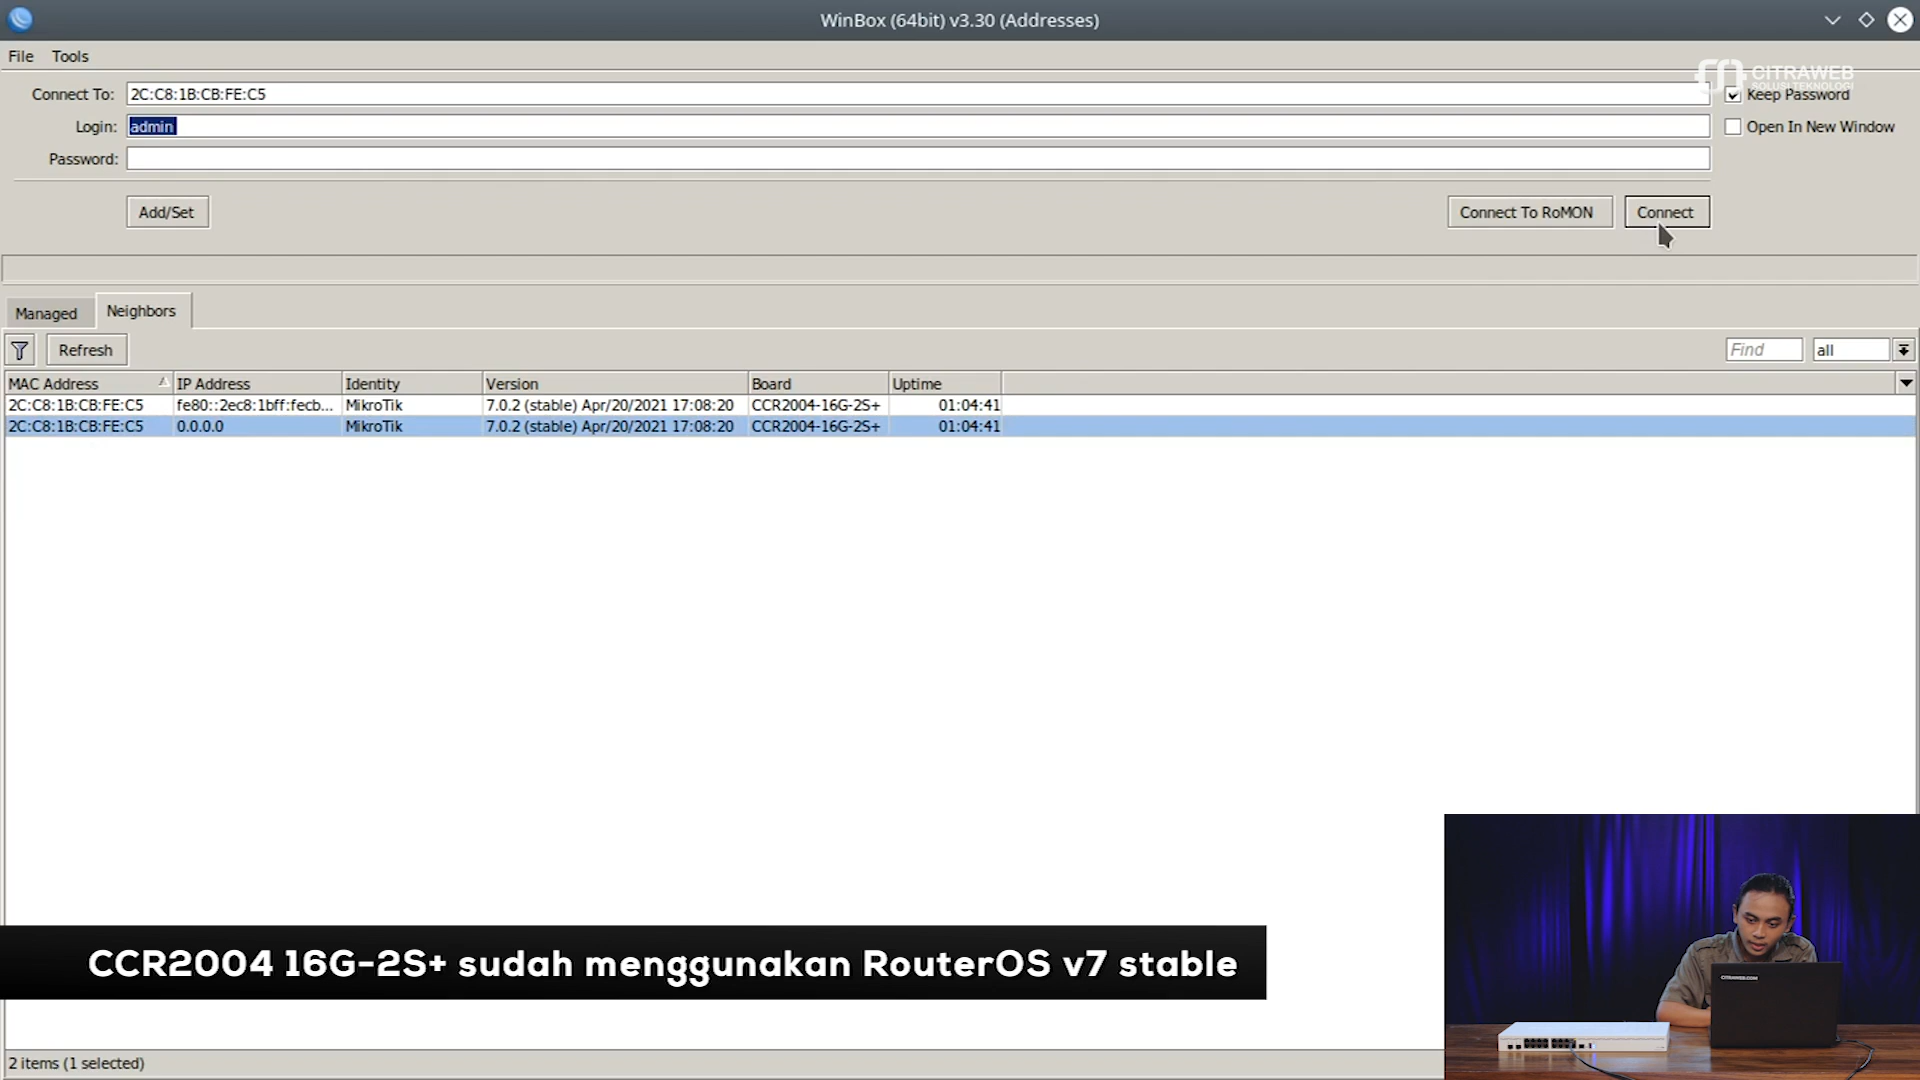 WinBox (64bit) v3.30 (Addresses)
File Tools
Connect To: 2C:C8:1B:CB:FE:C5
Keep Password
Login: admin
Open In New Window
Password:
CITRAWEB
SOLUSI TEKNOLOGI
Add/Set
Connect To RoMON
Connect
Managed
Neighbors
Refresh
Find
all
MAC Address IP Address Identity Version Board Uptime
2C:C8:1B:CB:FE:C5 fe80::2ec8:1bff:fecb... MikroTik 7.0.2 (stable) Apr/20/2021 17:08:20 CCR2004-16G-2S+ 01:04:41
2C:C8:1B:CB:FE:C5 0.0.0.0 MikroTik 7.0.2 (stable) Apr/20/2021 17:08:20 CCR2004-16G-2S+ 01:04:41
CCR2004 16G-2S+ sudah menggunakan RouterOS v7 stable
CITRAWEB.COM
2 items (1 selected)